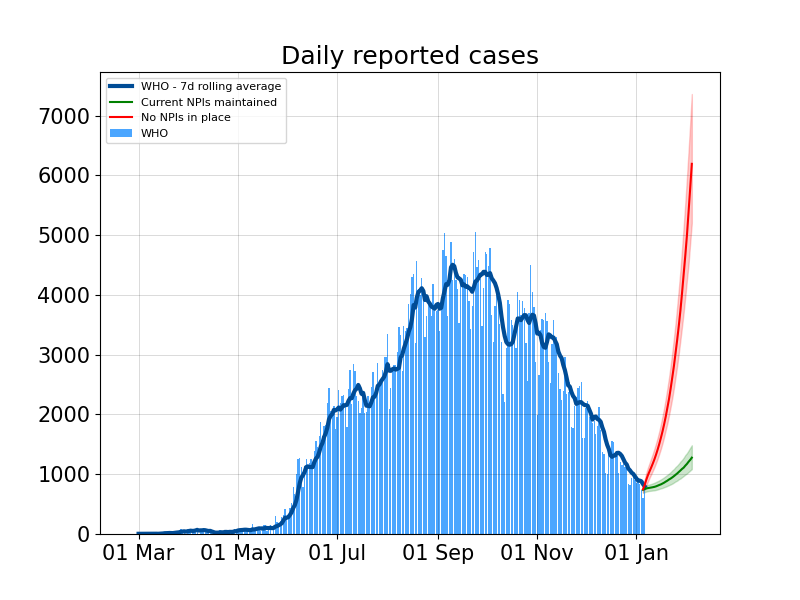 Daily reported cases
WHO - 7d rolling average
Current NPIs maintained
No NPIs in place
WHO
7000
6000
5000
4000
3000
2000
1000
0
01 Mar 01 May 01 Jul 01 Sep 01 Nov 01 Jan